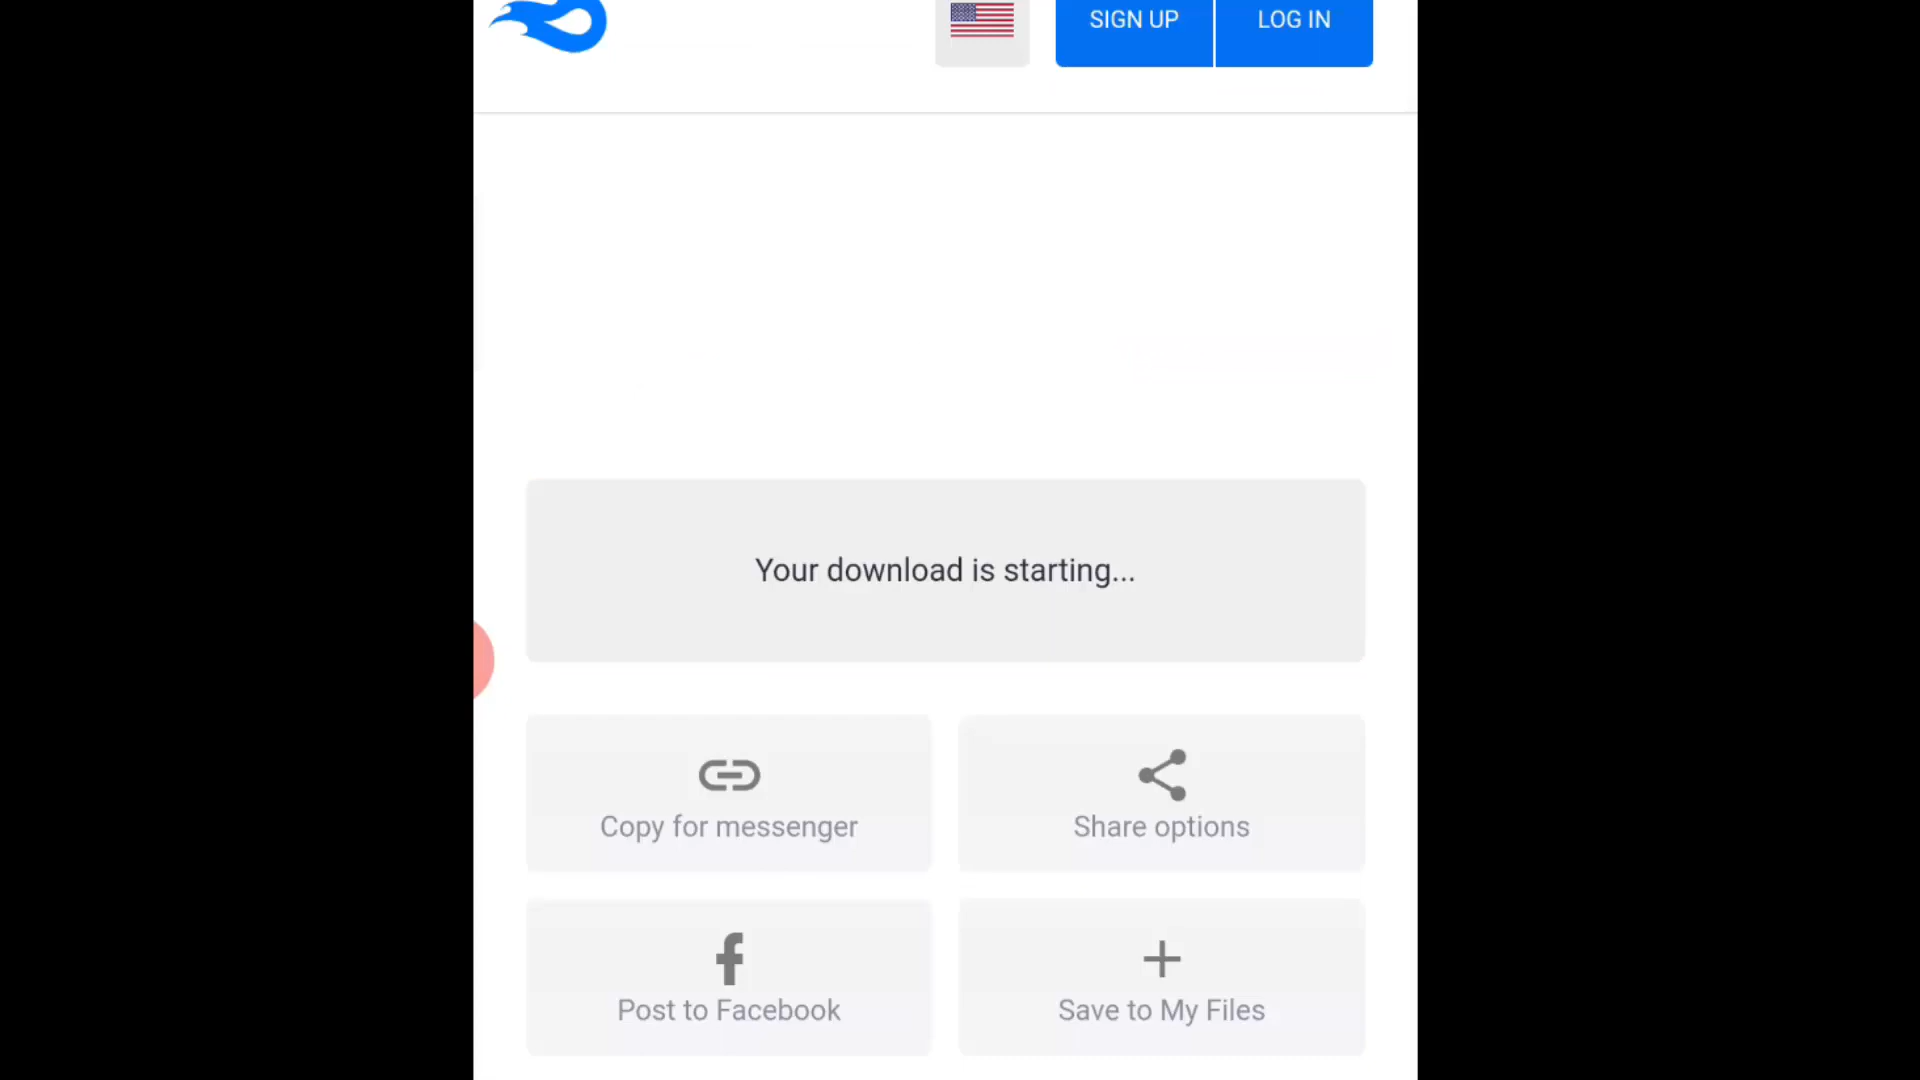 SIGN UP
LOG IN
Your download is starting...
Copy for messenger
Share options
Post to Facebook
Save to My Files